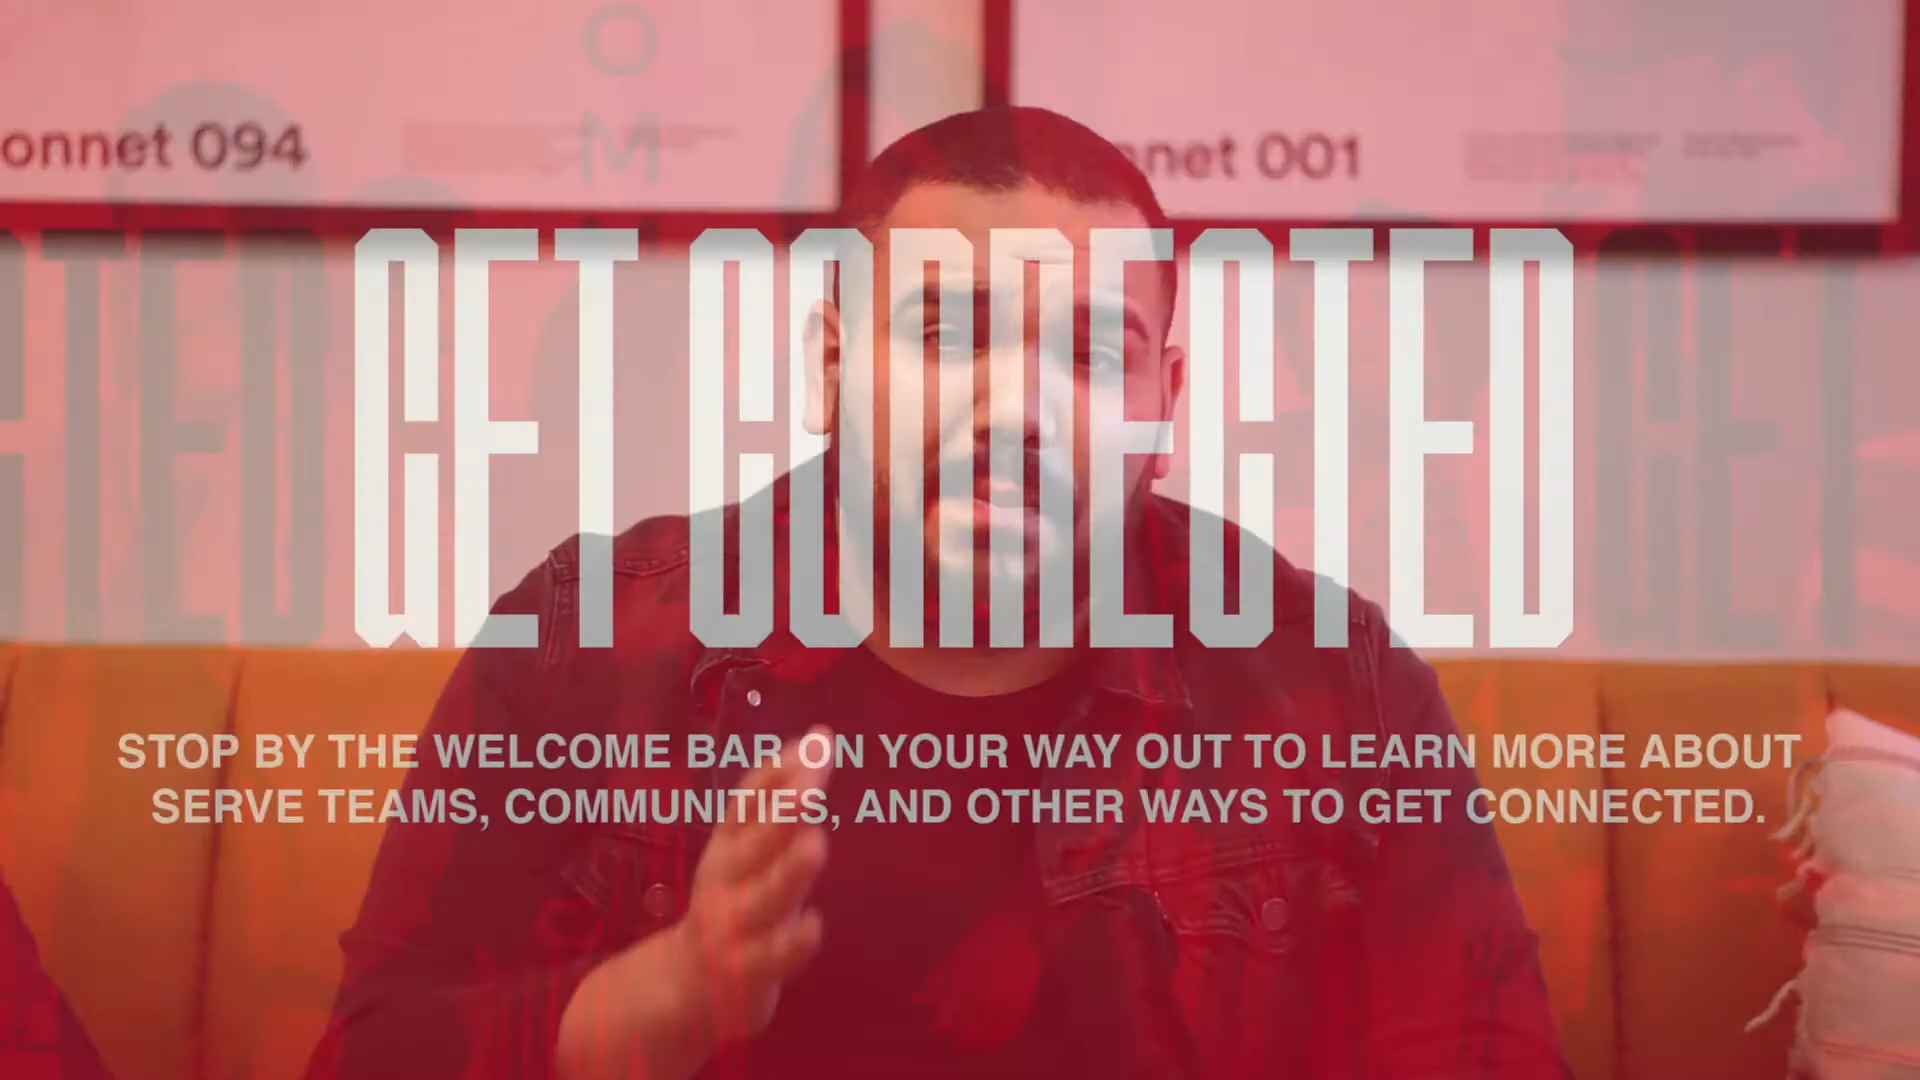 O
M
onnet 094
nnet 001
GET CONNECTED
STOP BY THE WELCOME BAR ON YOUR WAY OUT TO LEARN MORE ABOUT
SERVE TEAMS, COMMUNITIES, AND OTHER WAYS TO GET CONNECTED.